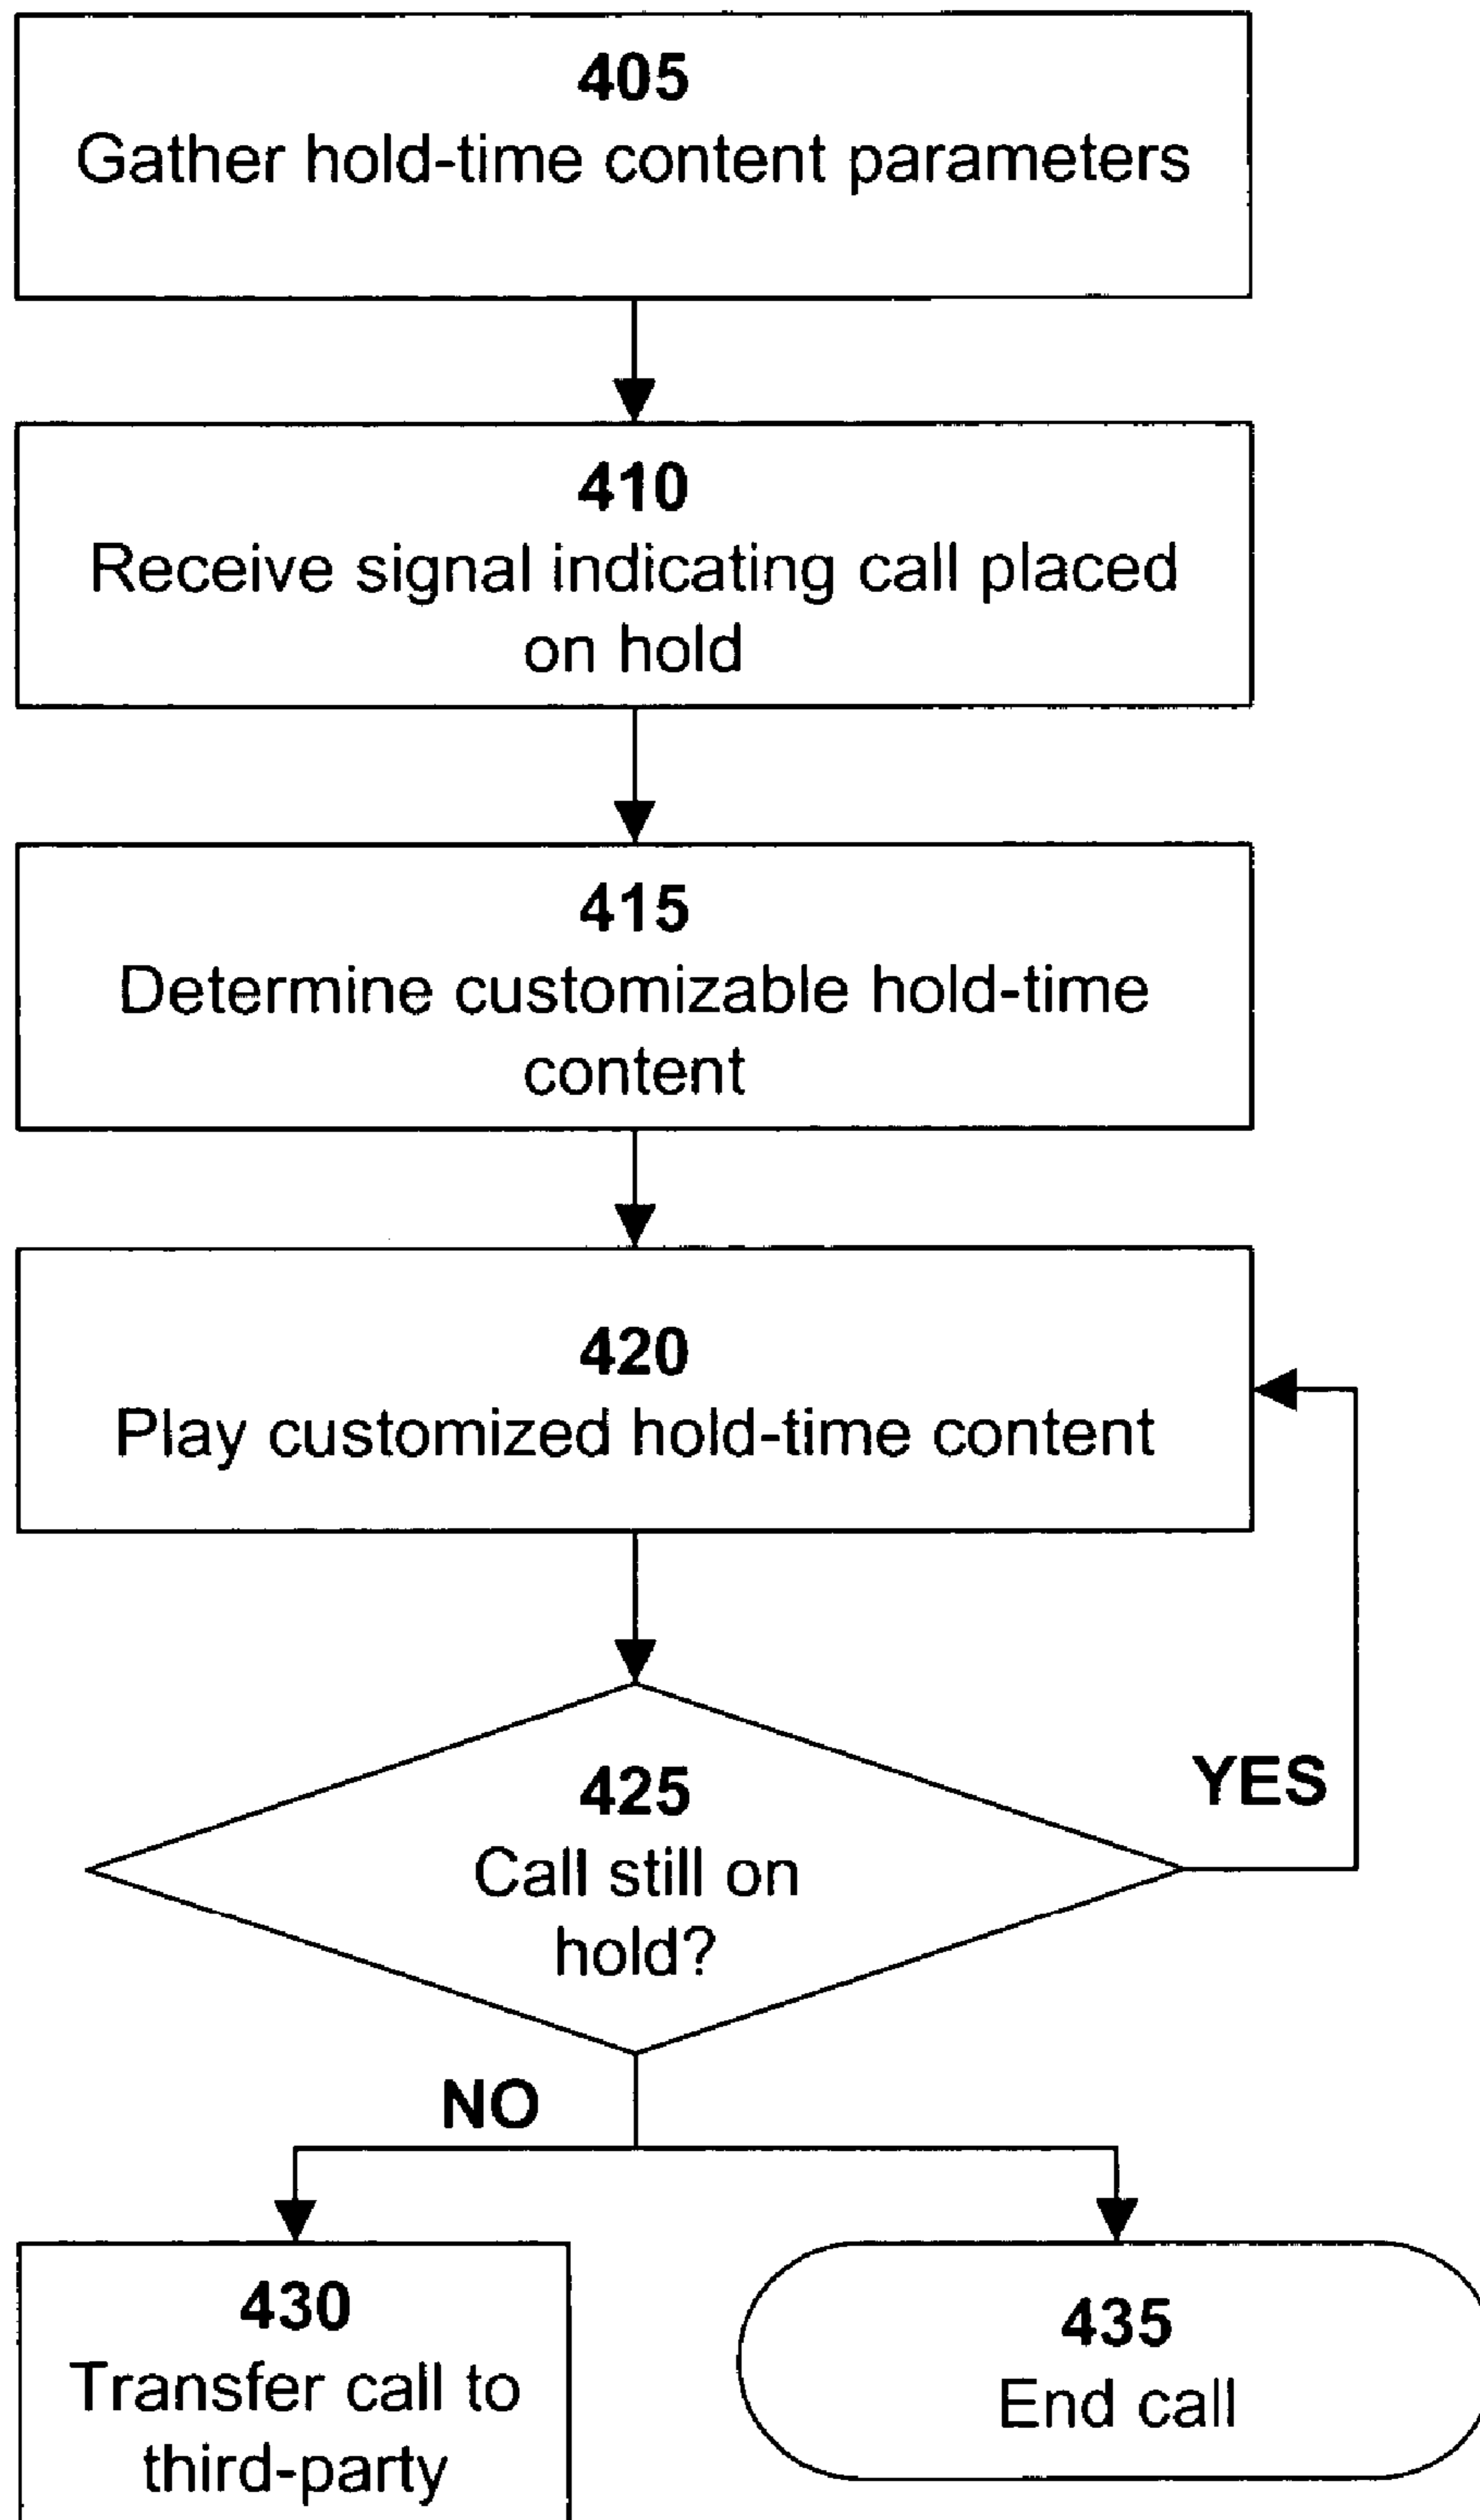 405
Gather hold-time content parameters
410
Receive signal indicating call placed
on hold
415
Determine customizable hold-time
content
420
Play customized hold-time content
425
Call still on
hold?
YES
NO
430
Transfer call to
third-party
435
End call